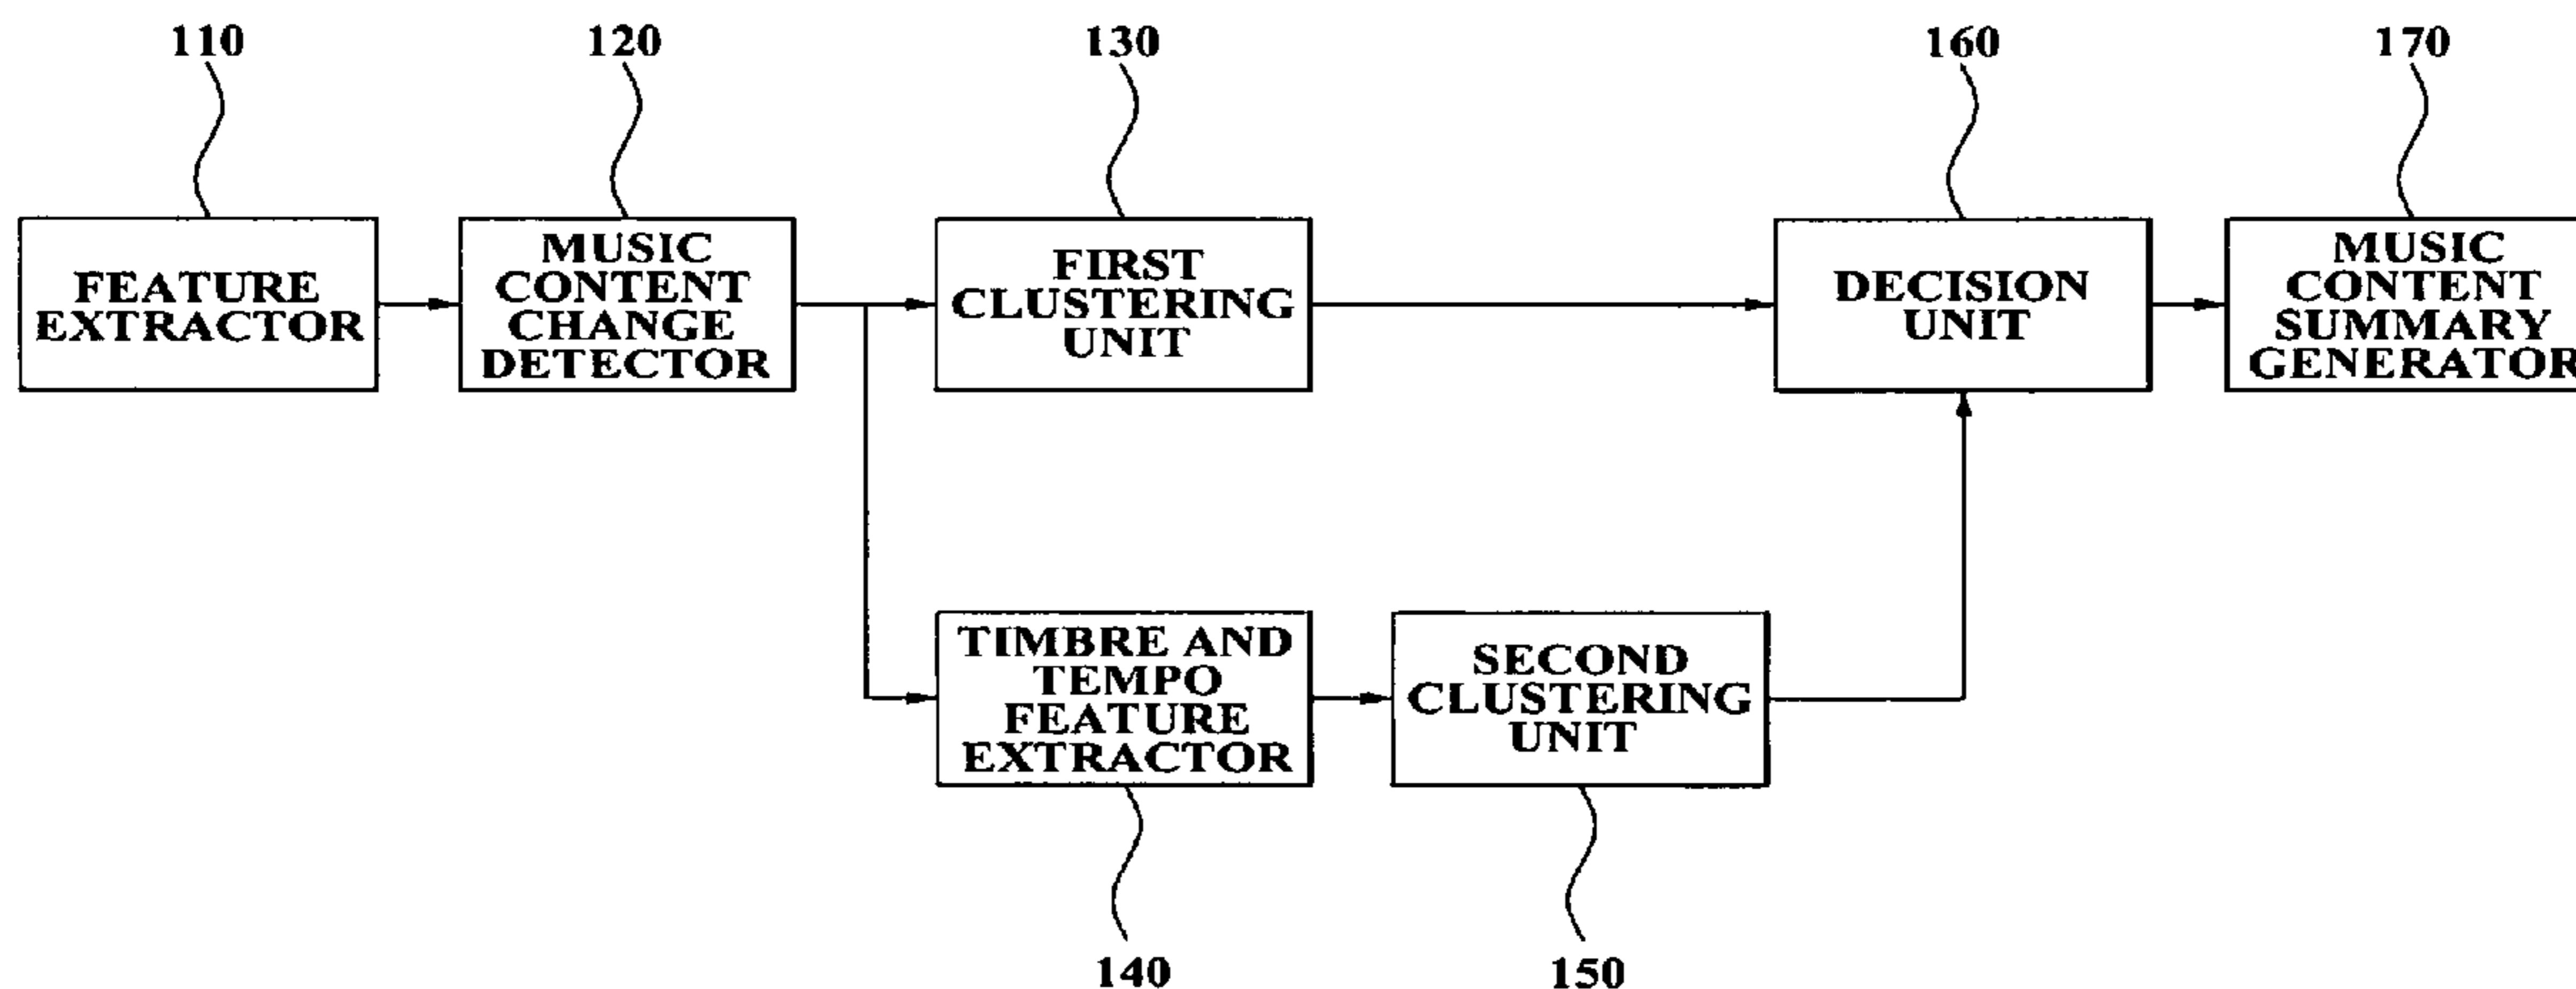 110
120
130
160
170
FEATURE
EXTRACTOR
MUSIC
CONTENT
CHANGE
DETECTOR
FIRST
CLUSTERING
UNIT
DECISION
UNIT
MUSIC
CONTENT
SUMMARY
GENERATOR
TIMBRE AND
TEMPO
FEATURE
EXTRACTOR
SECOND
CLUSTERING
UNIT
140
150